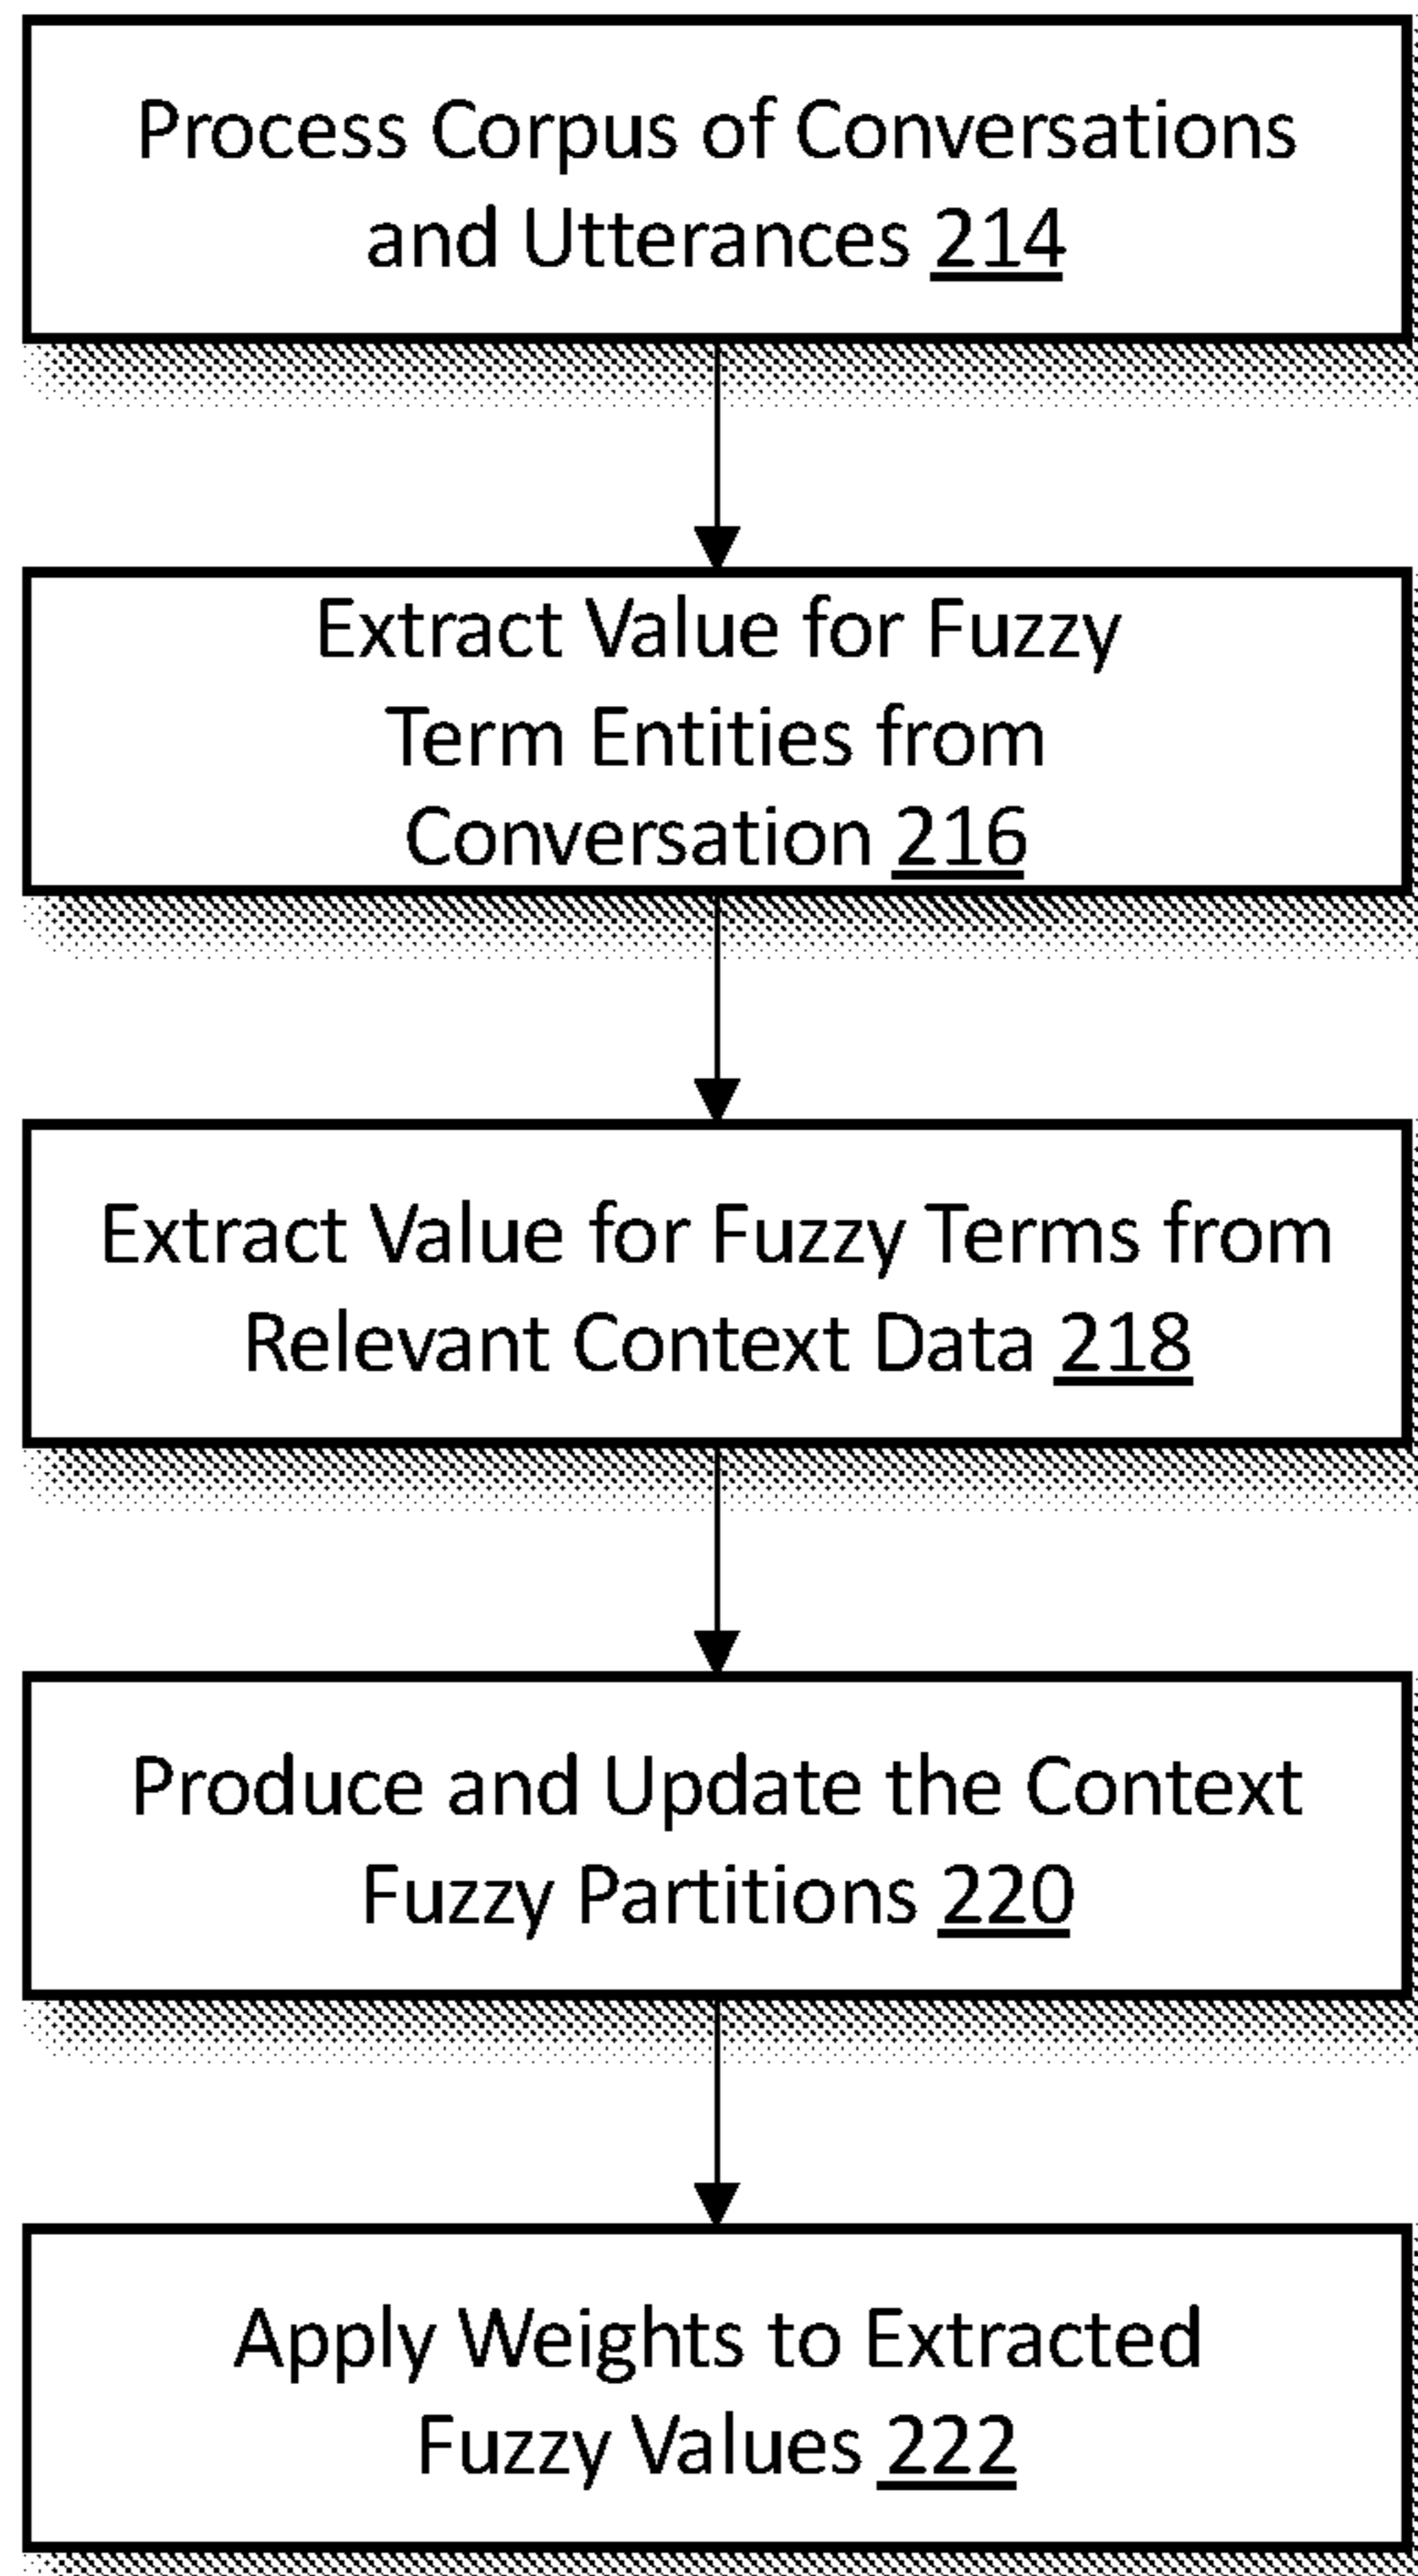 Process Corpus of Conversations
and Utterances 214
Extract Value for Fuzzy
Term Entities from
Conversation 216
Extract Value for Fuzzy Terms from
Relevant Context Data 218
Produce and Update the Context
Fuzzy Partitions 220
Apply Weights to Extracted
Fuzzy Values 222